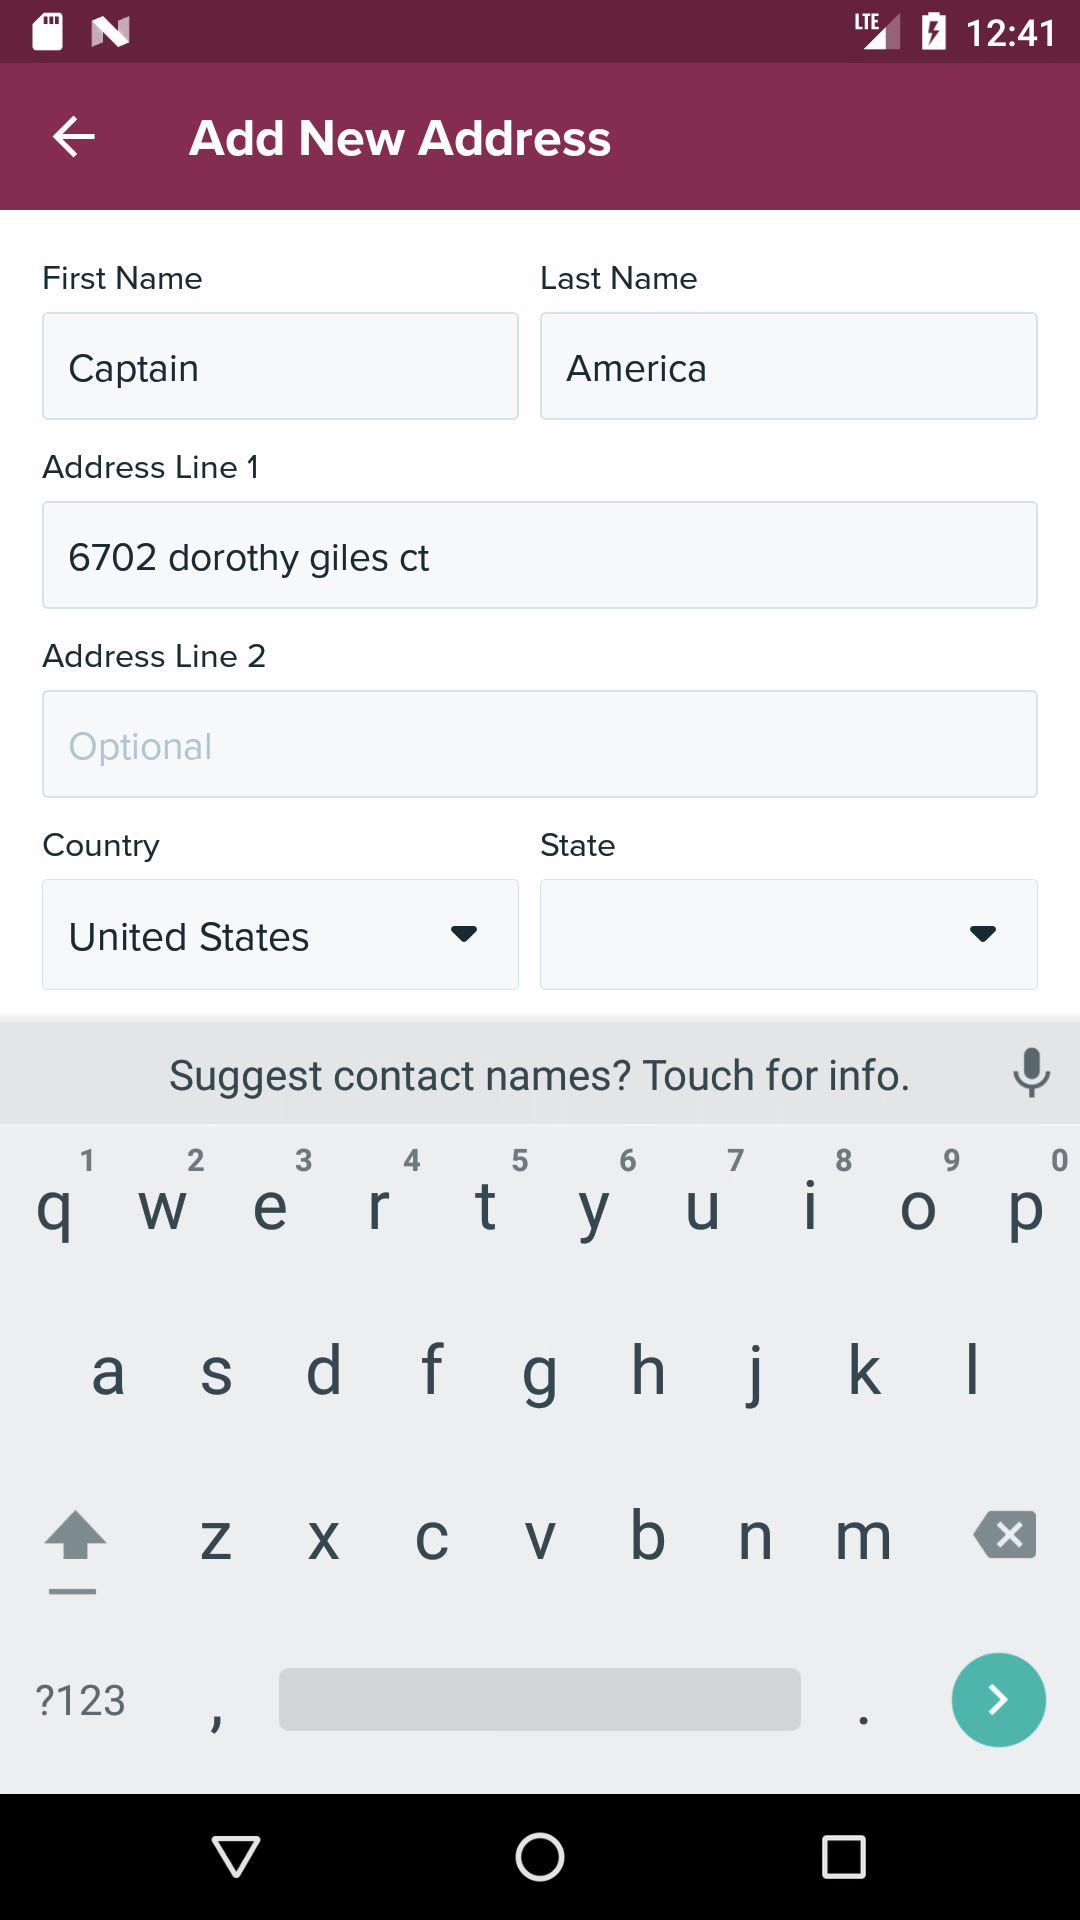 LTE 12:41
Add New Address
First Name Last Name
Captain America
Address Line 1
6702 dorothy giles ct
Address Line 2
Optional
Country State
United States
Suggest contact names? Touch for info.
1 2 3 4 5 6 7 8 9 0
q w e r t y u i o p
a s d f g h j k l
z x c v b n m
?123 , .